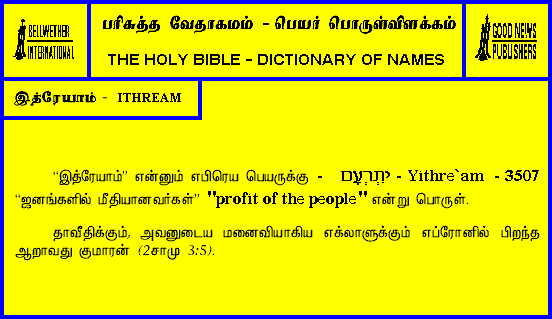 BELLWETHER
INTERNATIONAL
பரிசுத்த வேதாகமம் - பெயர் பொருள்விளக்கம்
THE HOLY BIBLE - DICTIONARY OF NAMES
GOOD NEWS
PUBLISHERS
இத்ரேயாம் - ITHREAM
“இத்ரேயாம்” என்னும் எபிரெய பெயருக்கு - יִתְרְעָם - Yithre`am - 3507
“ஜனங்களில் மீதியானவர்கள்” "profit of the people" என்று பொருள்.
தாவீதிக்கும், அவனுடைய மனைவியாகிய எக்லாளுக்கும் எப்ரோனில் பிறந்த
ஆறாவது குமாரன் (2சாமு 3:5).